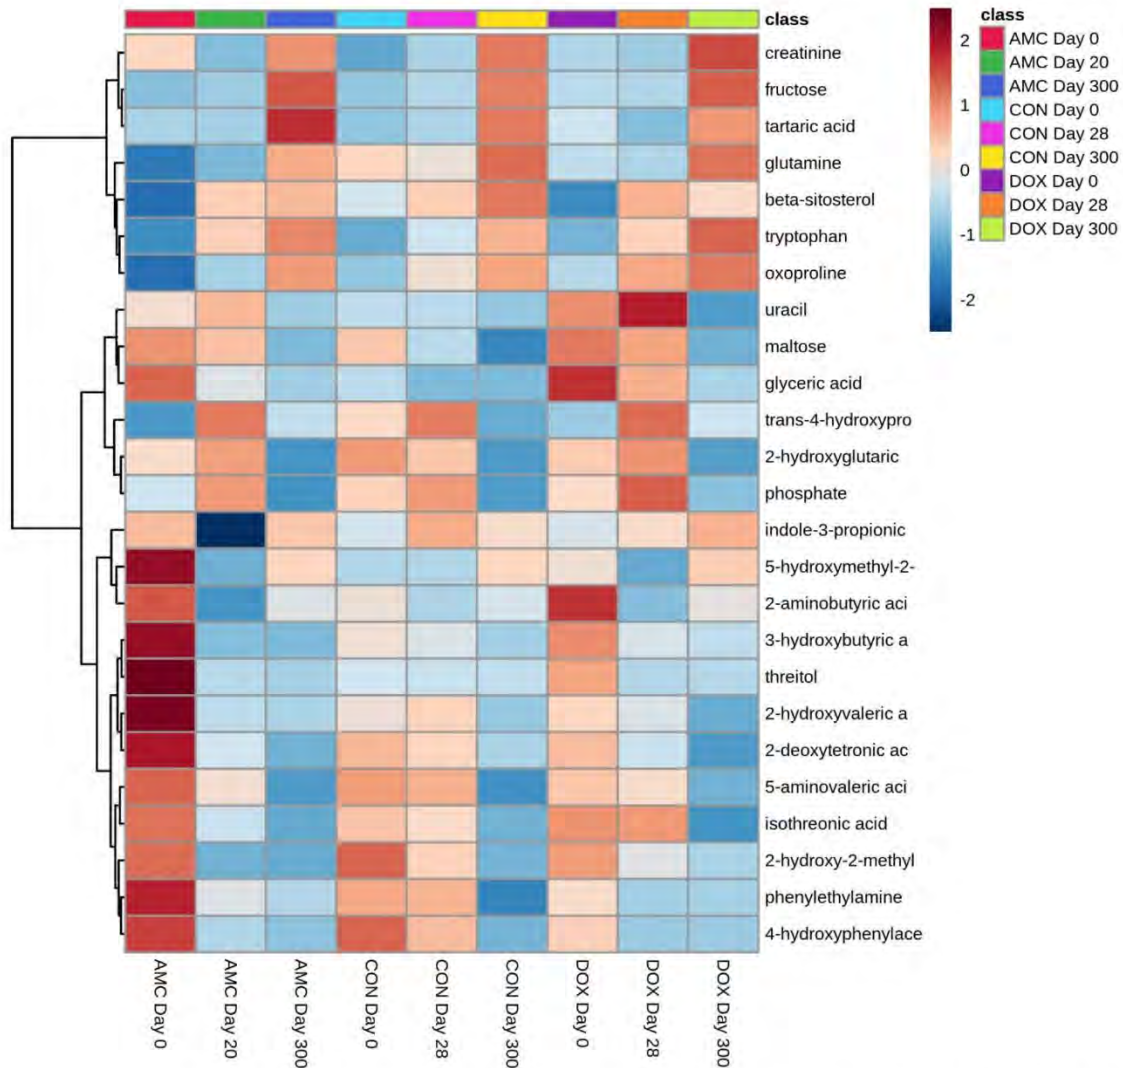 class
creatinine
fructose
tartaric acid
glutamine
beta-sitosterol
tryptophan
oxoproline
uracil
maltose
glyceric acid
trans-4-hydroxypro
2-hydroxyglutaric
phosphate
indole-3-propionic
5-hydroxymethyl-2-
2-aminobutyric aci
3-hydroxybutyric a
threitol
2-hydroxyvaleric a
2-deoxytetronic ac
5-aminovaleric aci
isothreonic acid
2-hydroxy-2-methyl
phenylethylamine
4-hydroxyphenylace
AMC Day 0
AMC Day 20
AMC Day 300
CON Day 0
CON Day 28
CON Day 300
DOX Day 0
DOX Day 28
DOX Day 300
2
1
0
-1
-2
class
AMC Day 0
AMC Day 20
AMC Day 300
CON Day 0
CON Day 28
CON Day 300
DOX Day 0
DOX Day 28
DOX Day 300